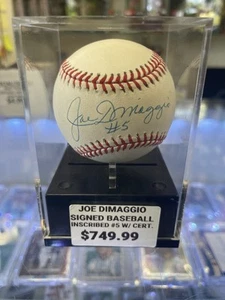 Joe DiMaggio
#5
JOE DIMAGGIO
SIGNED BASEBALL
INSCRIBED #5 W/ CERT.
$749.99